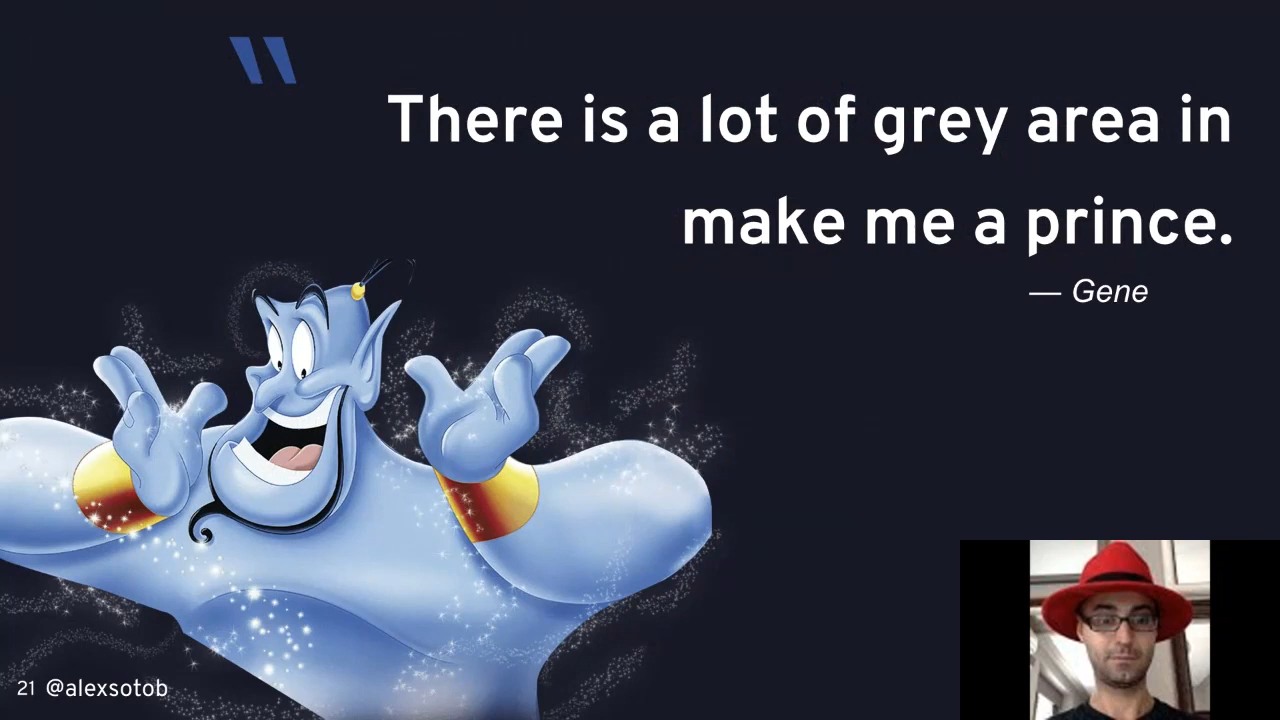 "
There is a lot of grey area in
make me a prince.
— Gene
21 @alexsotob